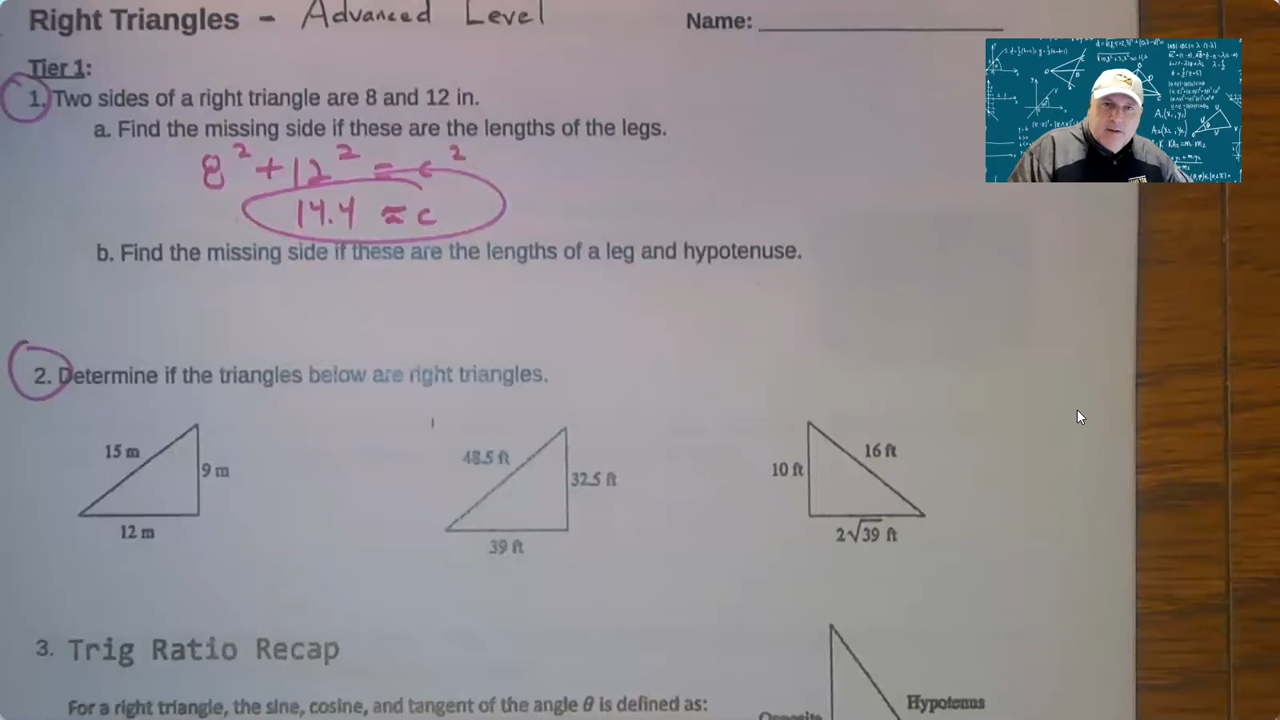 Right Triangles - Advanced Level
Name:
Tier 1:
1. Two sides of a right triangle are 8 and 12 in.
a. Find the missing side if these are the lengths of the legs.
8² + 12² = c²
14.4 ≈ c
b. Find the missing side if these are the lengths of a leg and hypotenuse.
2. Determine if the triangles below are right triangles.
15 m
9 m
12 m
48.5 ft
32.5 ft
39 ft
10 ft
16 ft
2√39 ft
3. Trig Ratio Recap
For a right triangle, the sine, cosine, and tangent of the angle θ is defined as:
Opposite
Hypotenus